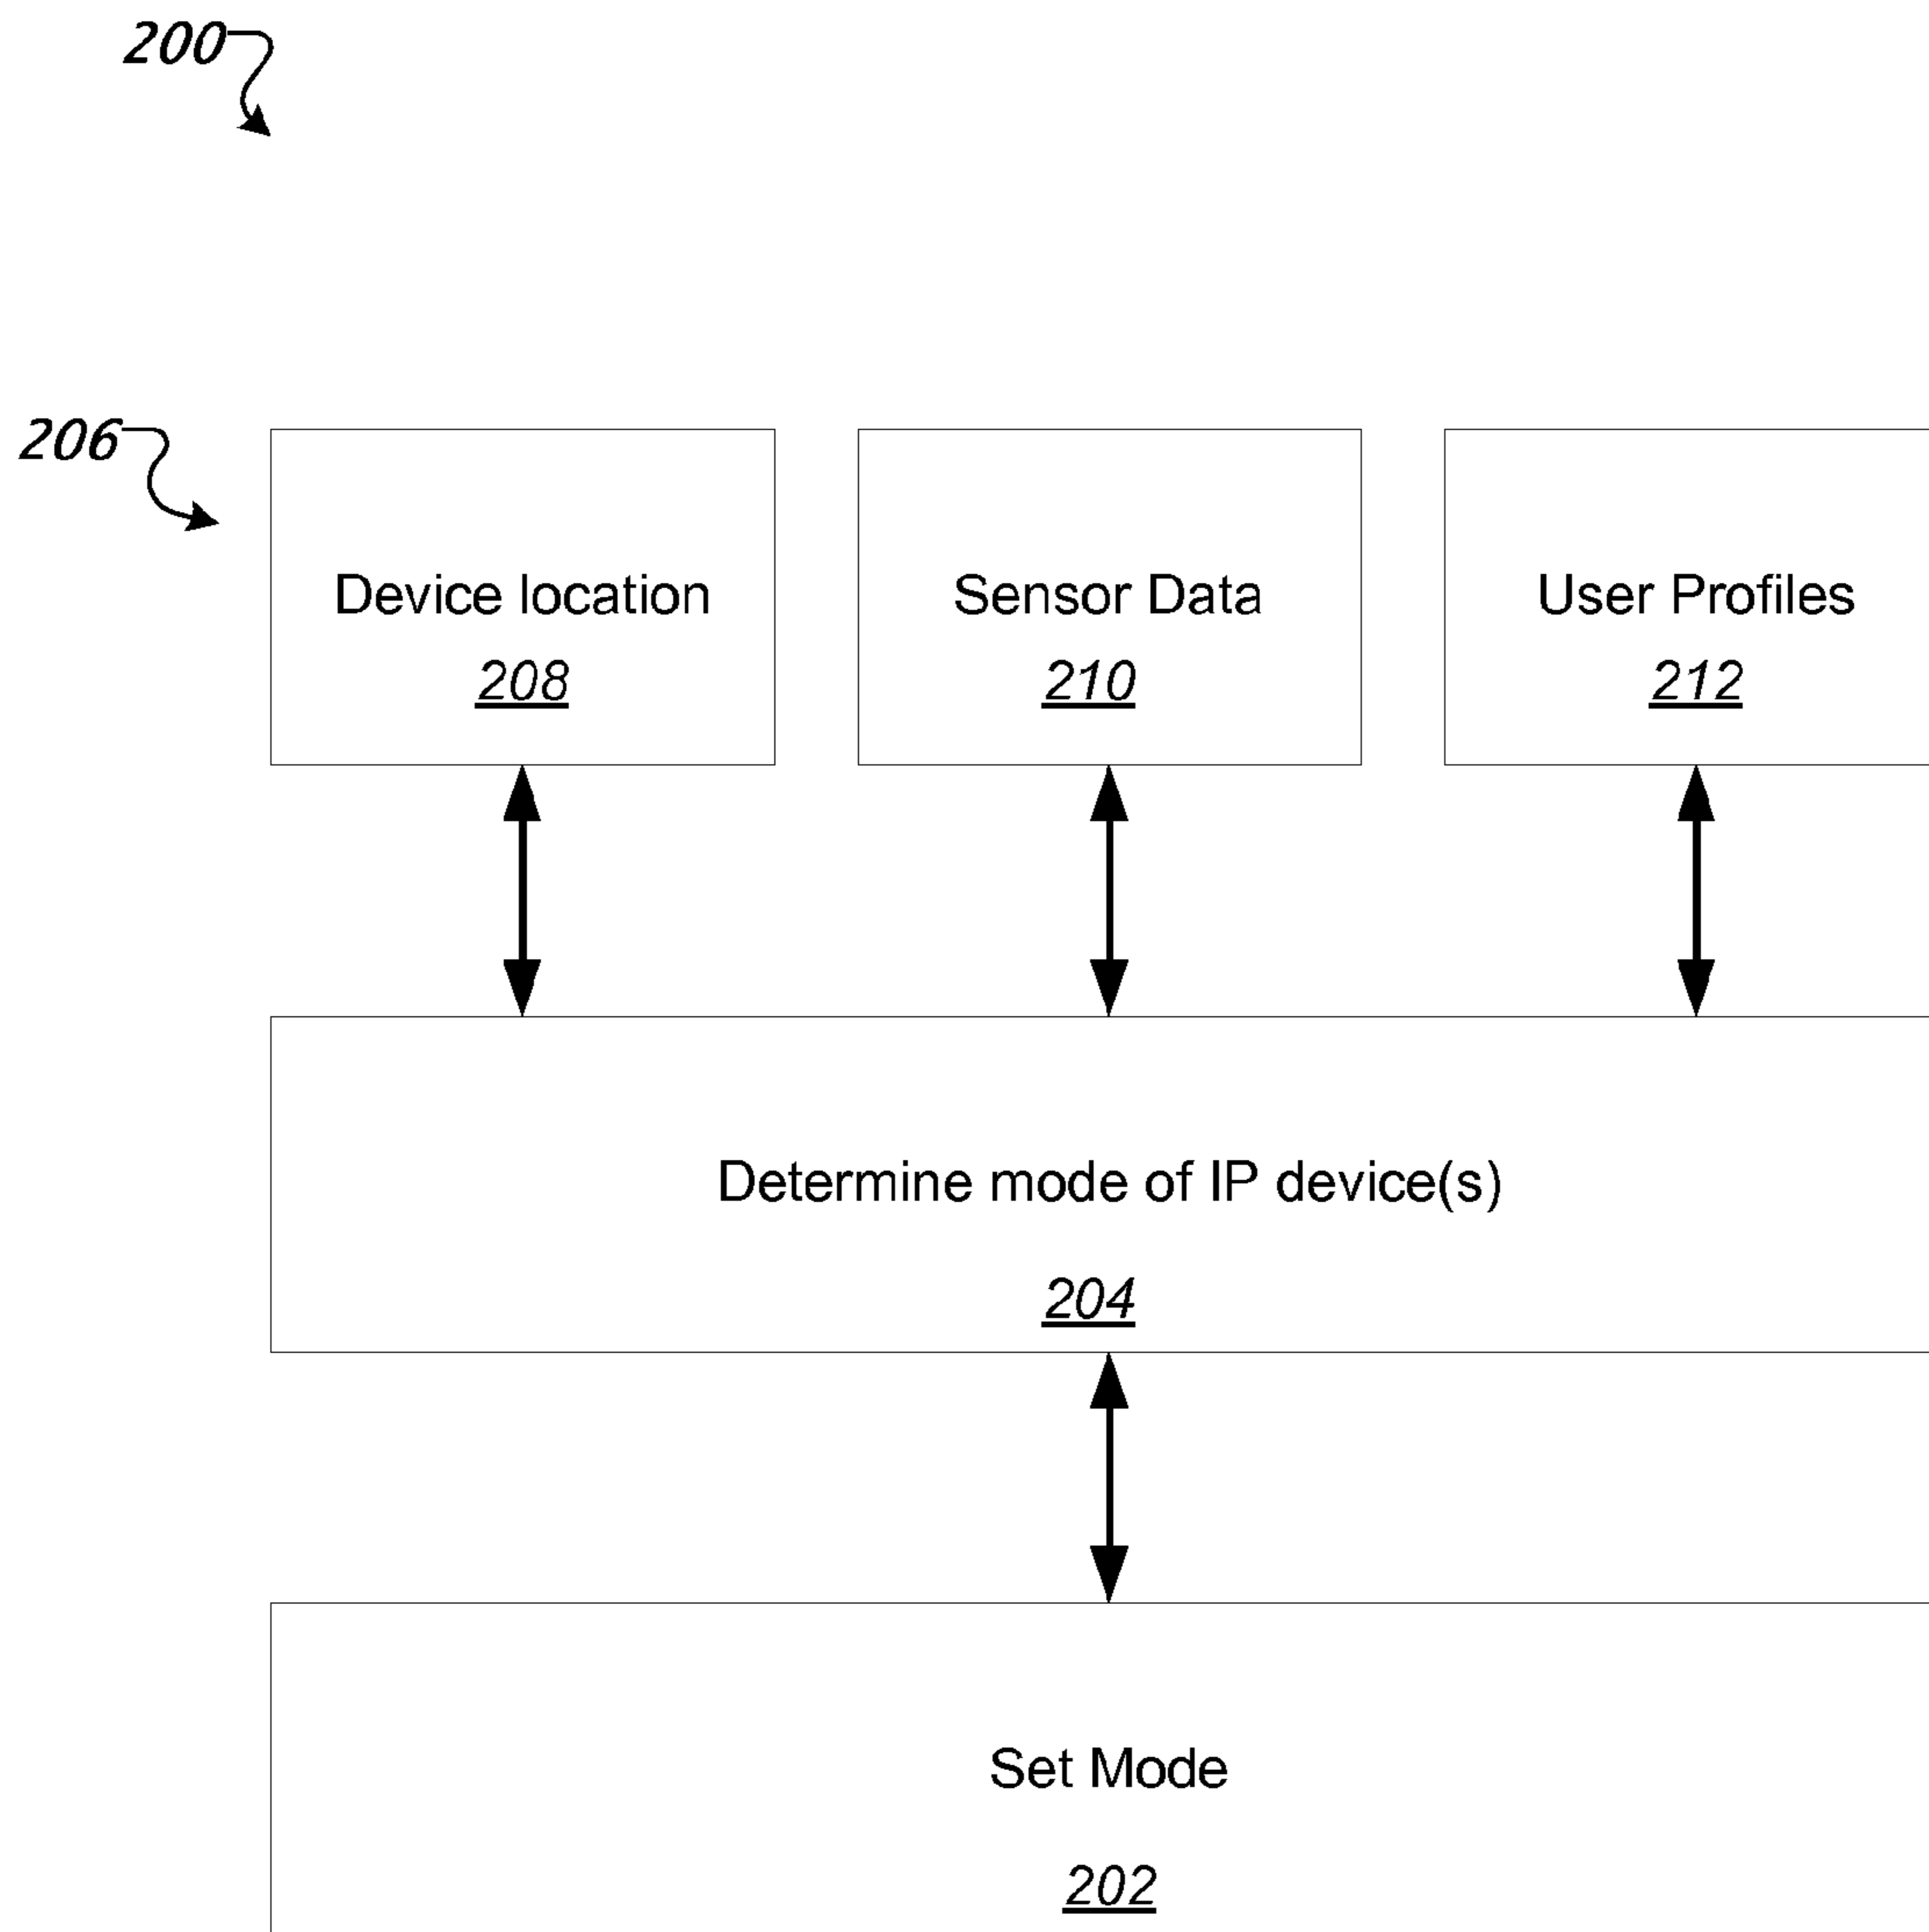 200
206
Device location
208
Sensor Data
210
User Profiles
212
Determine mode of IP device(s)
204
Set Mode
202